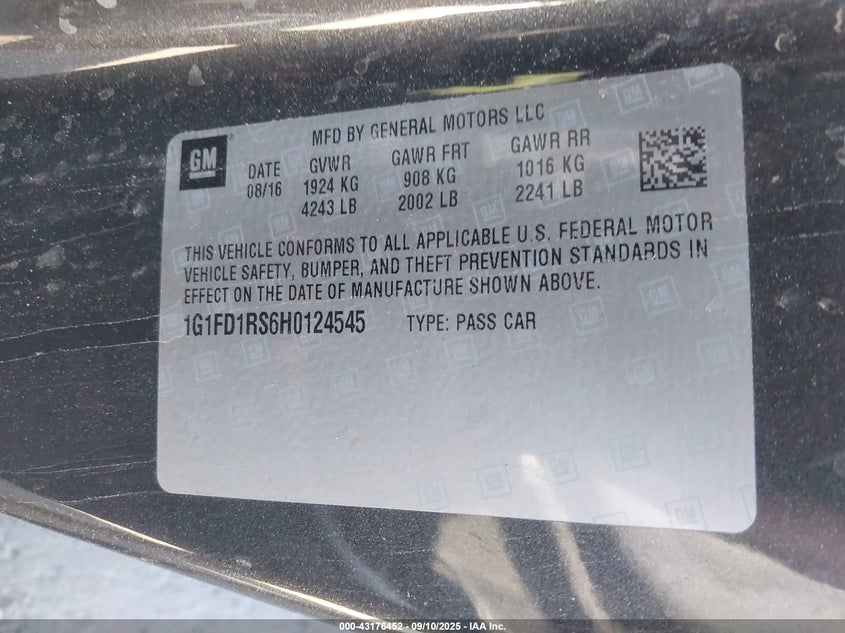 GM
MFD BY GENERAL MOTORS LLC
DATE GVWR GAWR FRT GAWR RR
08/16 1924 KG 908 KG 1016 KG
4243 LB 2002 LB 2241 LB
THIS VEHICLE CONFORMS TO ALL APPLICABLE U.S. FEDERAL MOTOR
VEHICLE SAFETY, BUMPER, AND THEFT PREVENTION STANDARDS IN
EFFECT ON THE DATE OF MANUFACTURE SHOWN ABOVE.
1G1FD1RS6H0124545 TYPE: PASS CAR
000-43176452 - 09/10/2025 - IAA Inc.